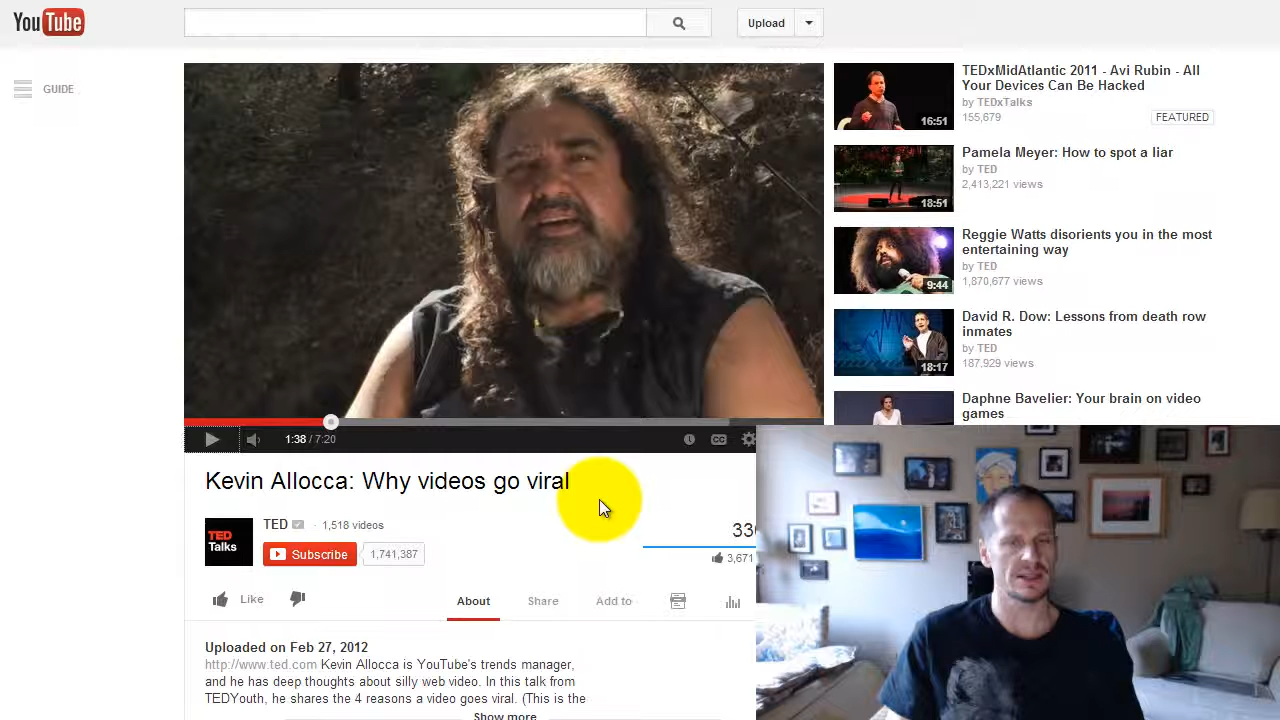 YouTube
Upload
GUIDE
1:38 / 7:20
CC
Kevin Allocca: Why videos go viral
TED
Talks
TED · 1,518 videos
Subscribe
1,741,387
3,671
Like
About
Share
Add to
Uploaded on Feb 27, 2012
http://www.ted.com Kevin Allocca is YouTube's trends manager,
and he has deep thoughts about silly web video. In this talk from
TEDYouth, he shares the 4 reasons a video goes viral. (This is the
Show more
16:51
TEDxMidAtlantic 2011 - Avi Rubin - All
Your Devices Can Be Hacked
by TEDxTalks
155,679
FEATURED
18:51
Pamela Meyer: How to spot a liar
by TED
2,413,221 views
9:44
Reggie Watts disorients you in the most
entertaining way
by TED
1,870,677 views
18:17
David R. Dow: Lessons from death row
inmates
by TED
187,929 views
Daphne Bavelier: Your brain on video
games